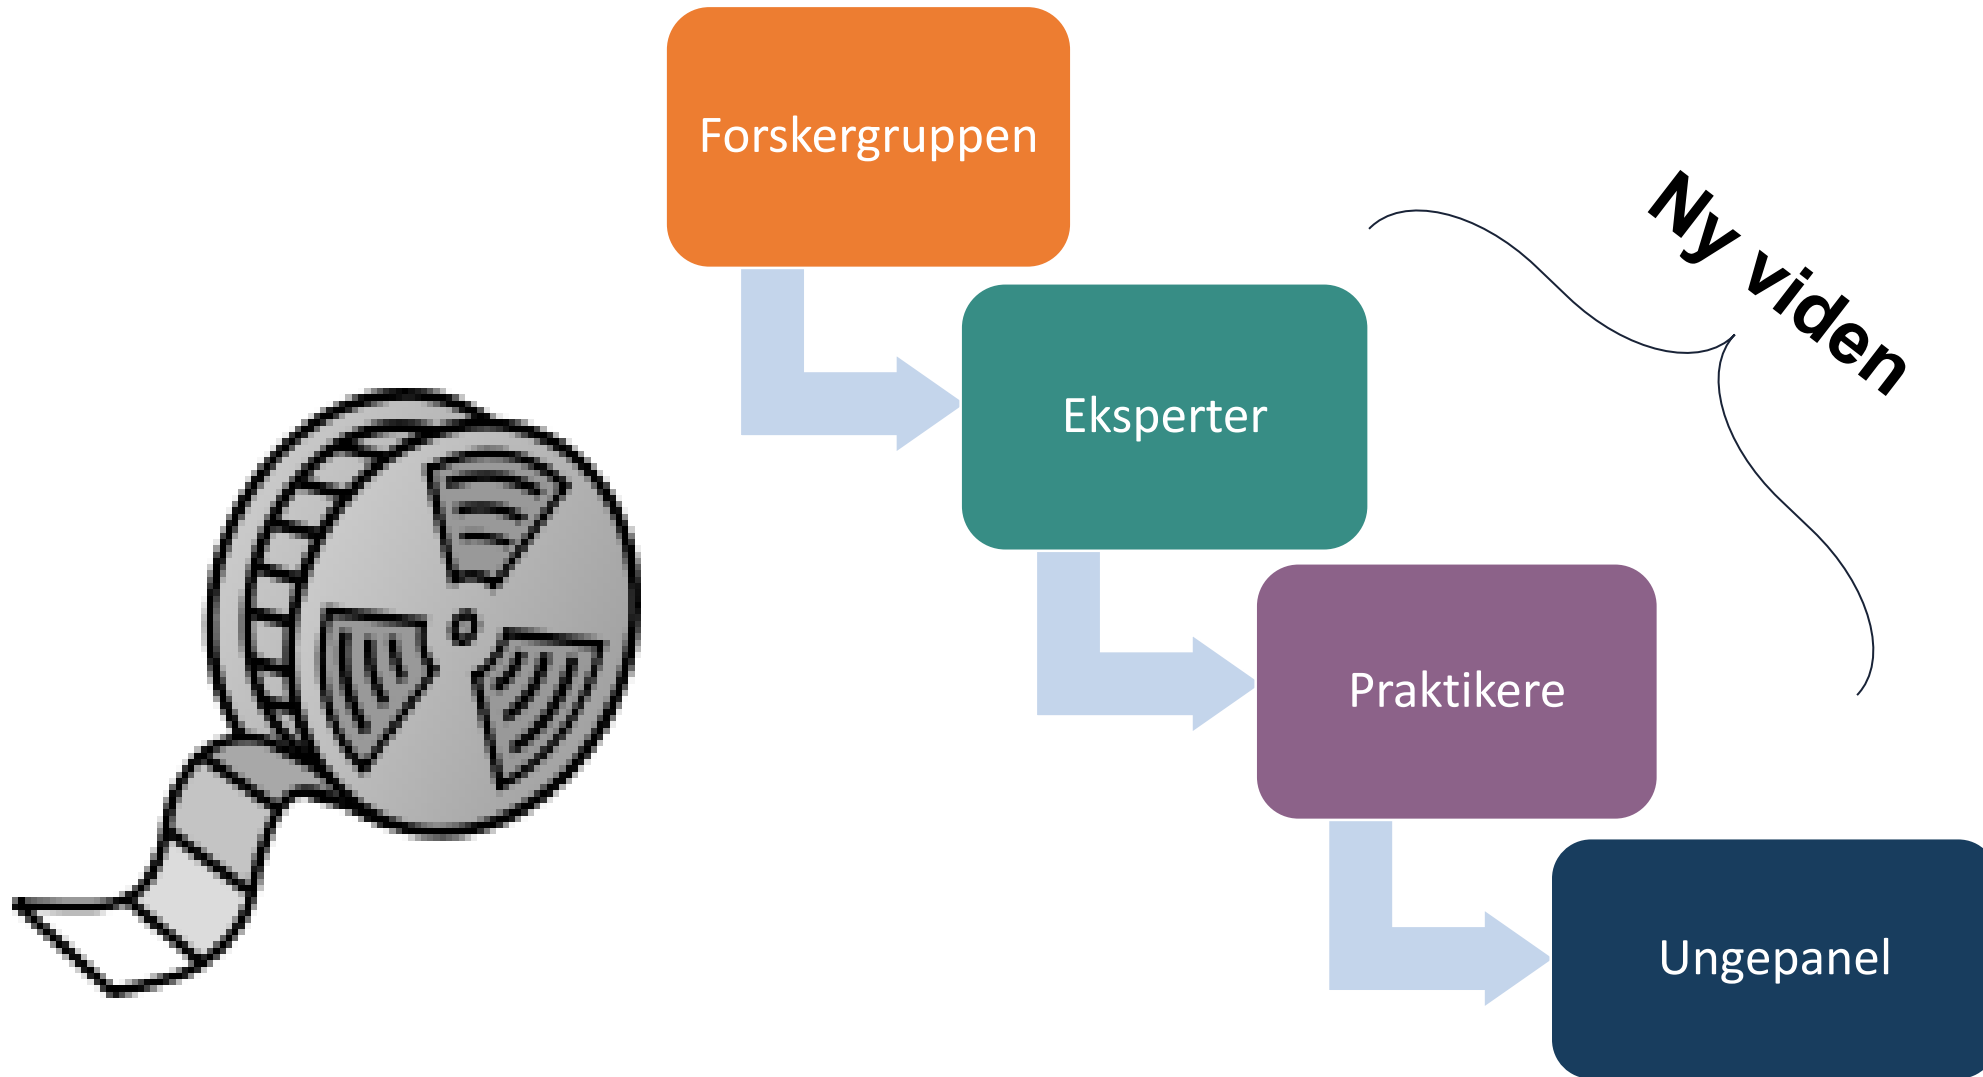 Forskergruppen
Ny viden
Eksperter
Praktikere
Ungepanel